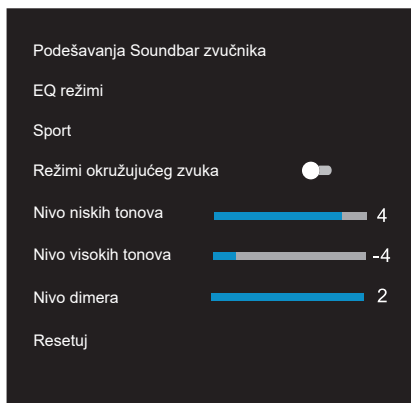 Podešavanja Soundbar zvučnika
EQ režimi
Sport
Režimi okružujućeg zvuka
Nivo niskih tonova 4
Nivo visokih tonova -4
Nivo dimera 2
Resetuj